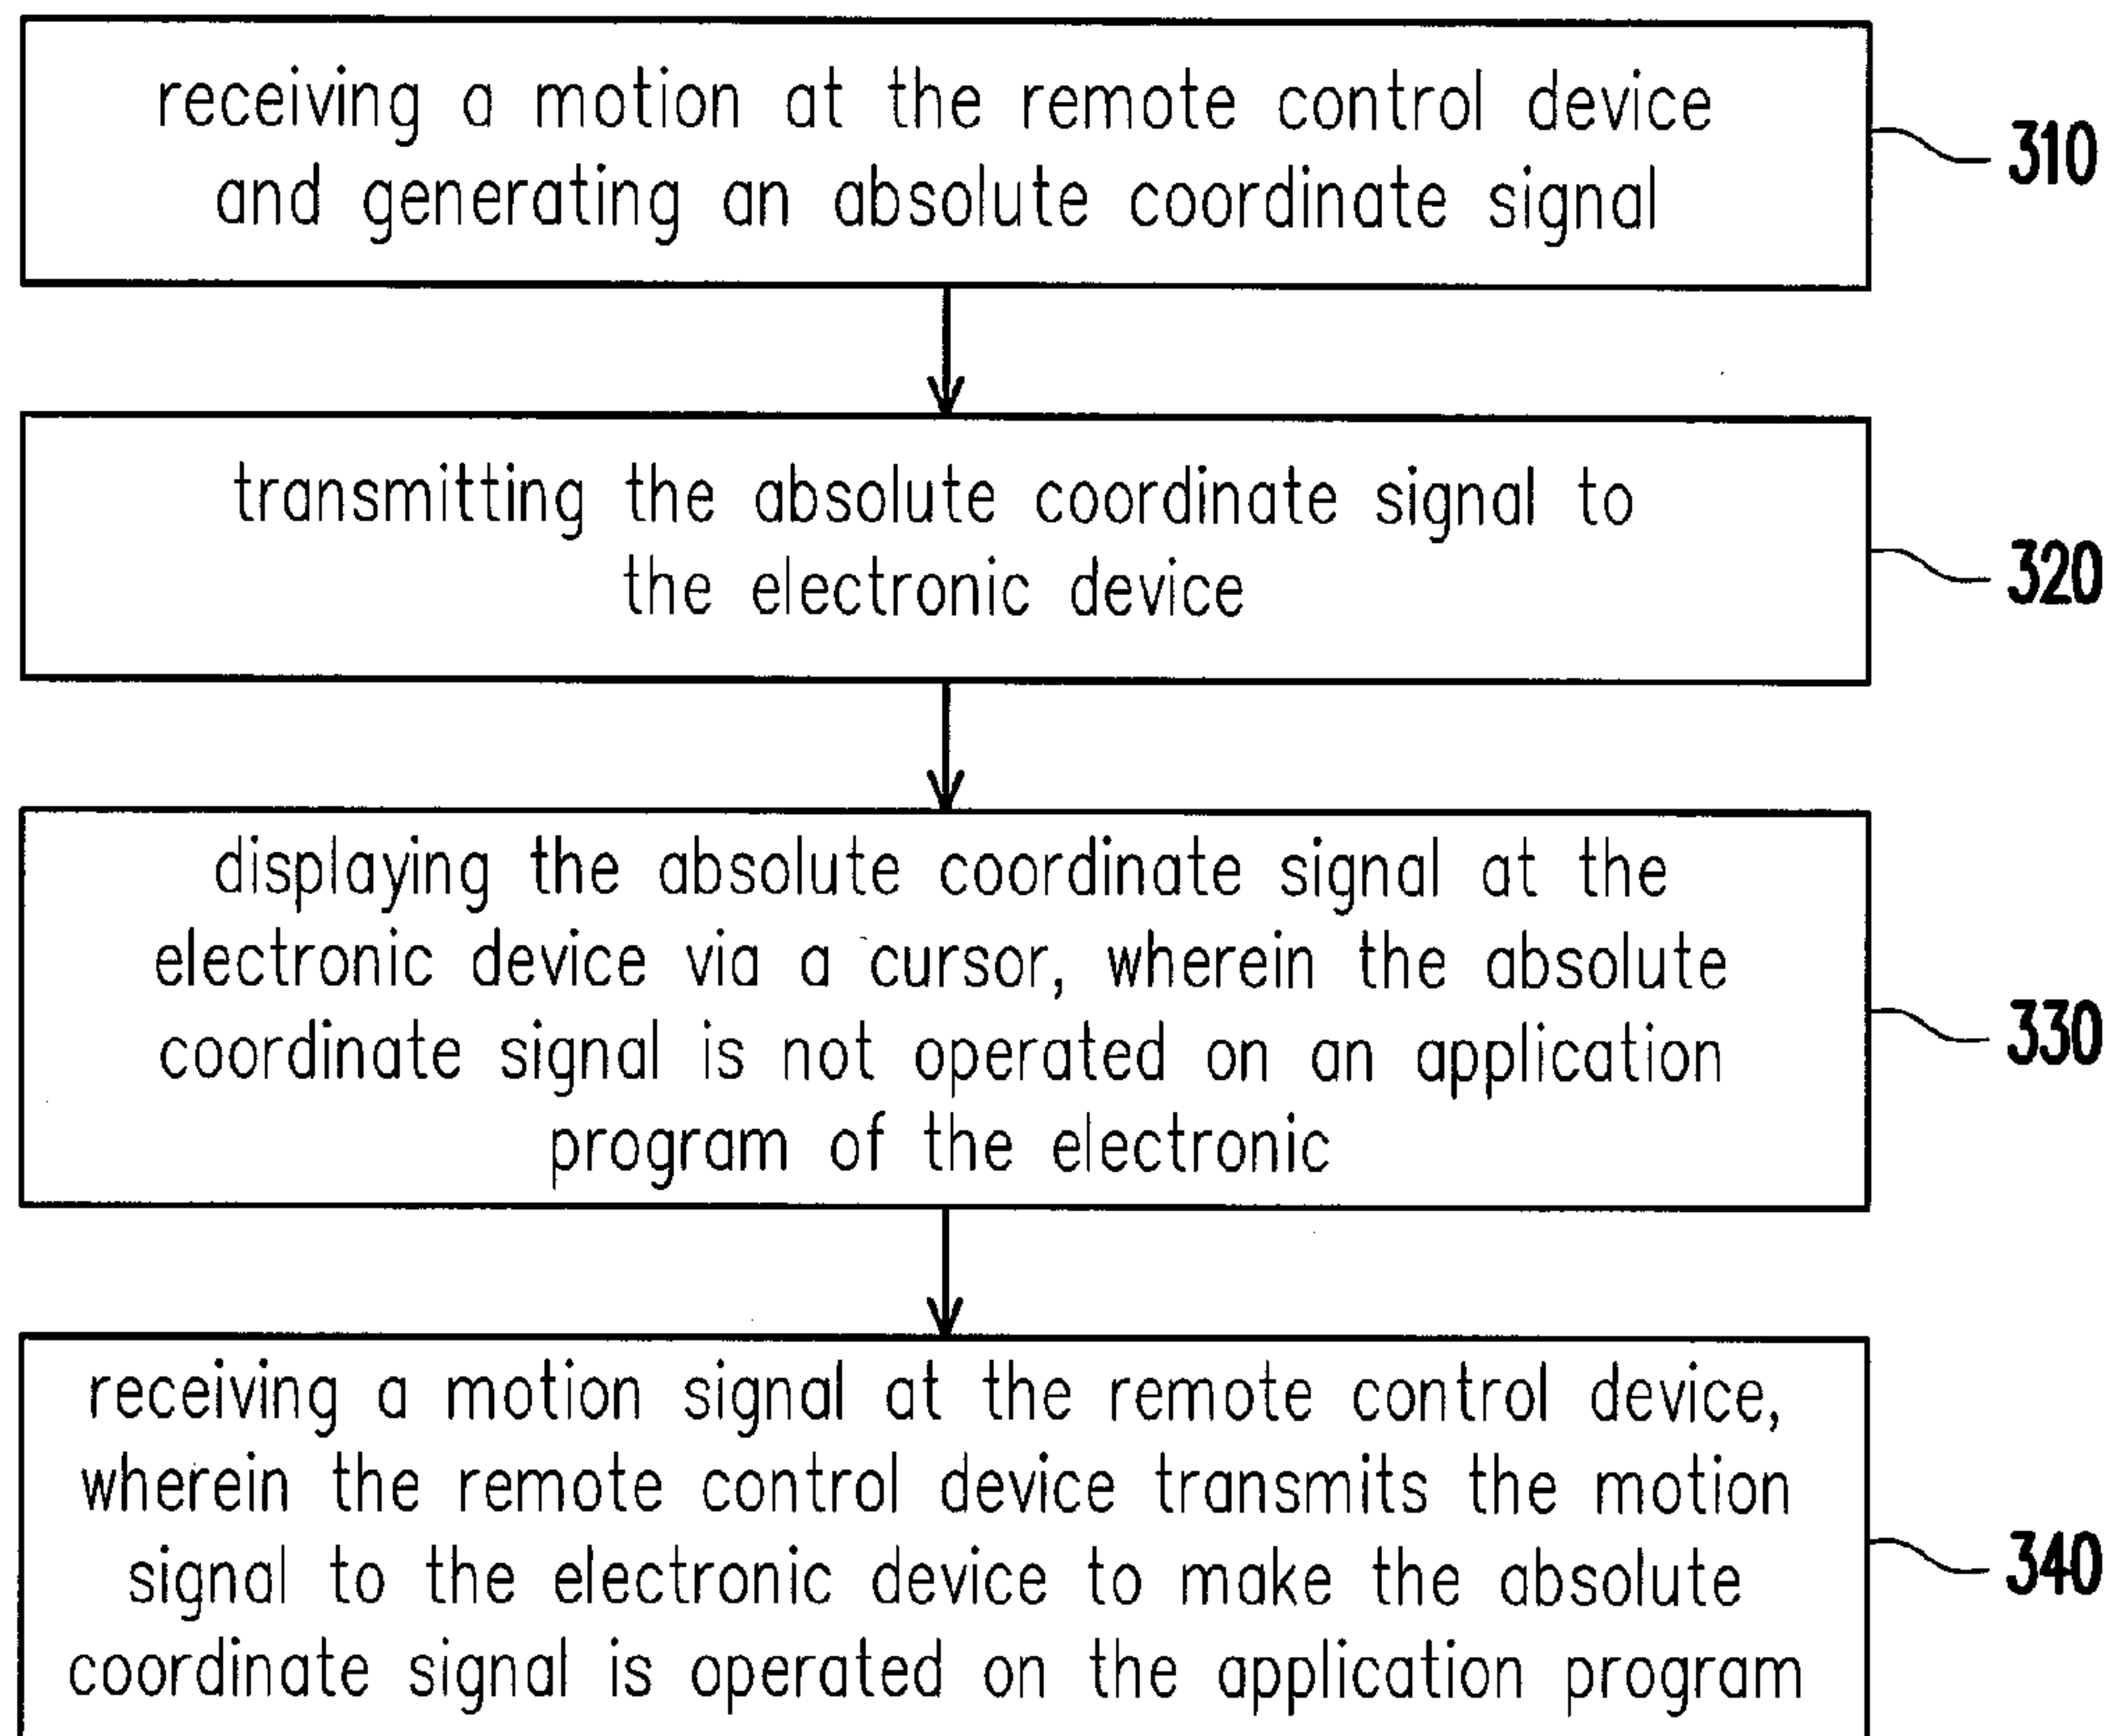 receiving a motion at the remote control device
and generating an absolute coordinate signal
310
transmitting the absolute coordinate signal to
the electronic device
320
displaying the absolute coordinate signal at the
electronic device via a cursor, wherein the absolute
coordinate signal is not operated on an application
program of the electronic
330
receiving a motion signal at the remote control device,
wherein the remote control device transmits the motion
signal to the electronic device to make the absolute
coordinate signal is operated on the application program
340